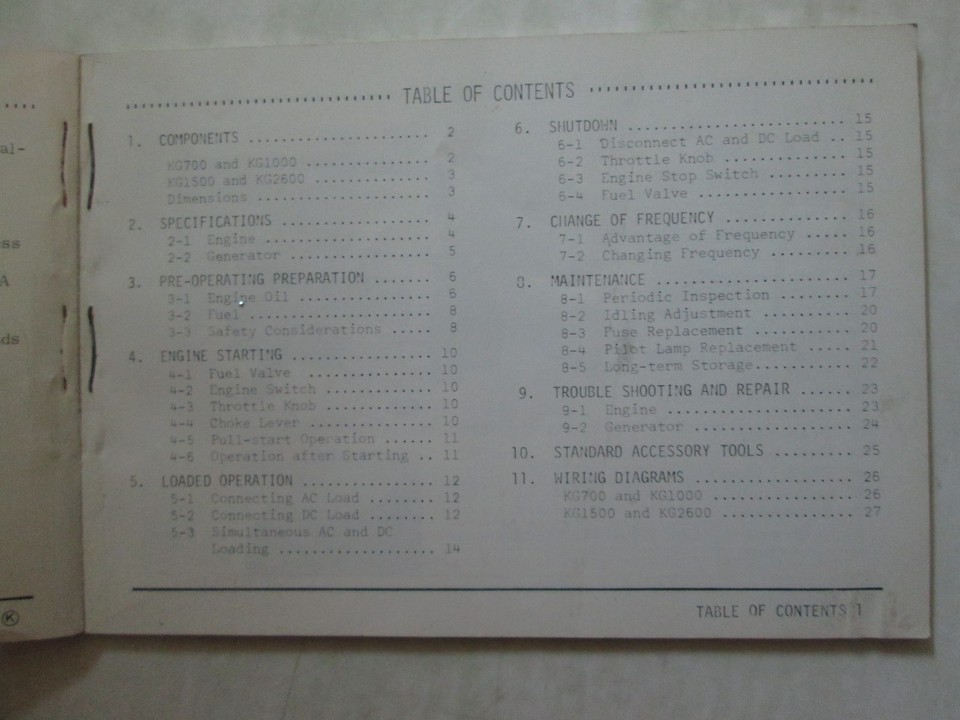 al-
ess
A
ds
K
TABLE OF CONTENTS
1. COMPONENTS .................... 2
KG700 and KG1000 ............... 2
KG1500 and KG2600 .............. 3
Dimensions ..................... 3
2. SPECIFICATIONS ................ 4
2-1 Engine ..................... 4
2-2 Generator .................. 5
3. PRE-OPERATING PREPARATION ....... 6
3-1 Engine Oil ................. 6
3-2 Fuel ....................... 8
3-3 Safety Considerations ..... 8
4. ENGINE STARTING ................ 10
4-1 Fuel Valve ................ 10
4-2 Engine Switch ............. 10
4-3 Throttle Knob ............. 10
4-4 Choke Lever ............... 10
4-5 Pull-start Operation ...... 11
4-6 Operation after Starting .. 11
5. LOADED OPERATION ............... 12
5-1 Connecting AC Load ........ 12
5-2 Connecting DC Load ........ 12
5-3 Simultaneous AC and DC
Loading ................... 14
6. SHUTDOWN ....................... 15
6-1 Disconnect AC and DC Load .. 15
6-2 Throttle Knob .............. 15
6-3 Engine Stop Switch ......... 15
6-4 Fuel Valve ................. 15
7. CHANGE OF FREQUENCY ............ 16
7-1 Advantage of Frequency ..... 16
7-2 Changing Frequency ......... 16
8. MAINTENANCE .................... 17
8-1 Periodic Inspection ........ 17
8-2 Idling Adjustment .......... 20
8-3 Fuse Replacement ........... 20
8-4 Pilot Lamp Replacement ..... 21
8-5 Long-term Storage........... 22
9. TROUBLE SHOOTING AND REPAIR ..... 23
9-1 Engine ..................... 23
9-2 Generator .................. 24
10. STANDARD ACCESSORY TOOLS ....... 25
11. WIRING DIAGRAMS ................ 26
KG700 and KG1000 ............... 26
KG1500 and KG2600 .............. 27
TABLE OF CONTENTS 1